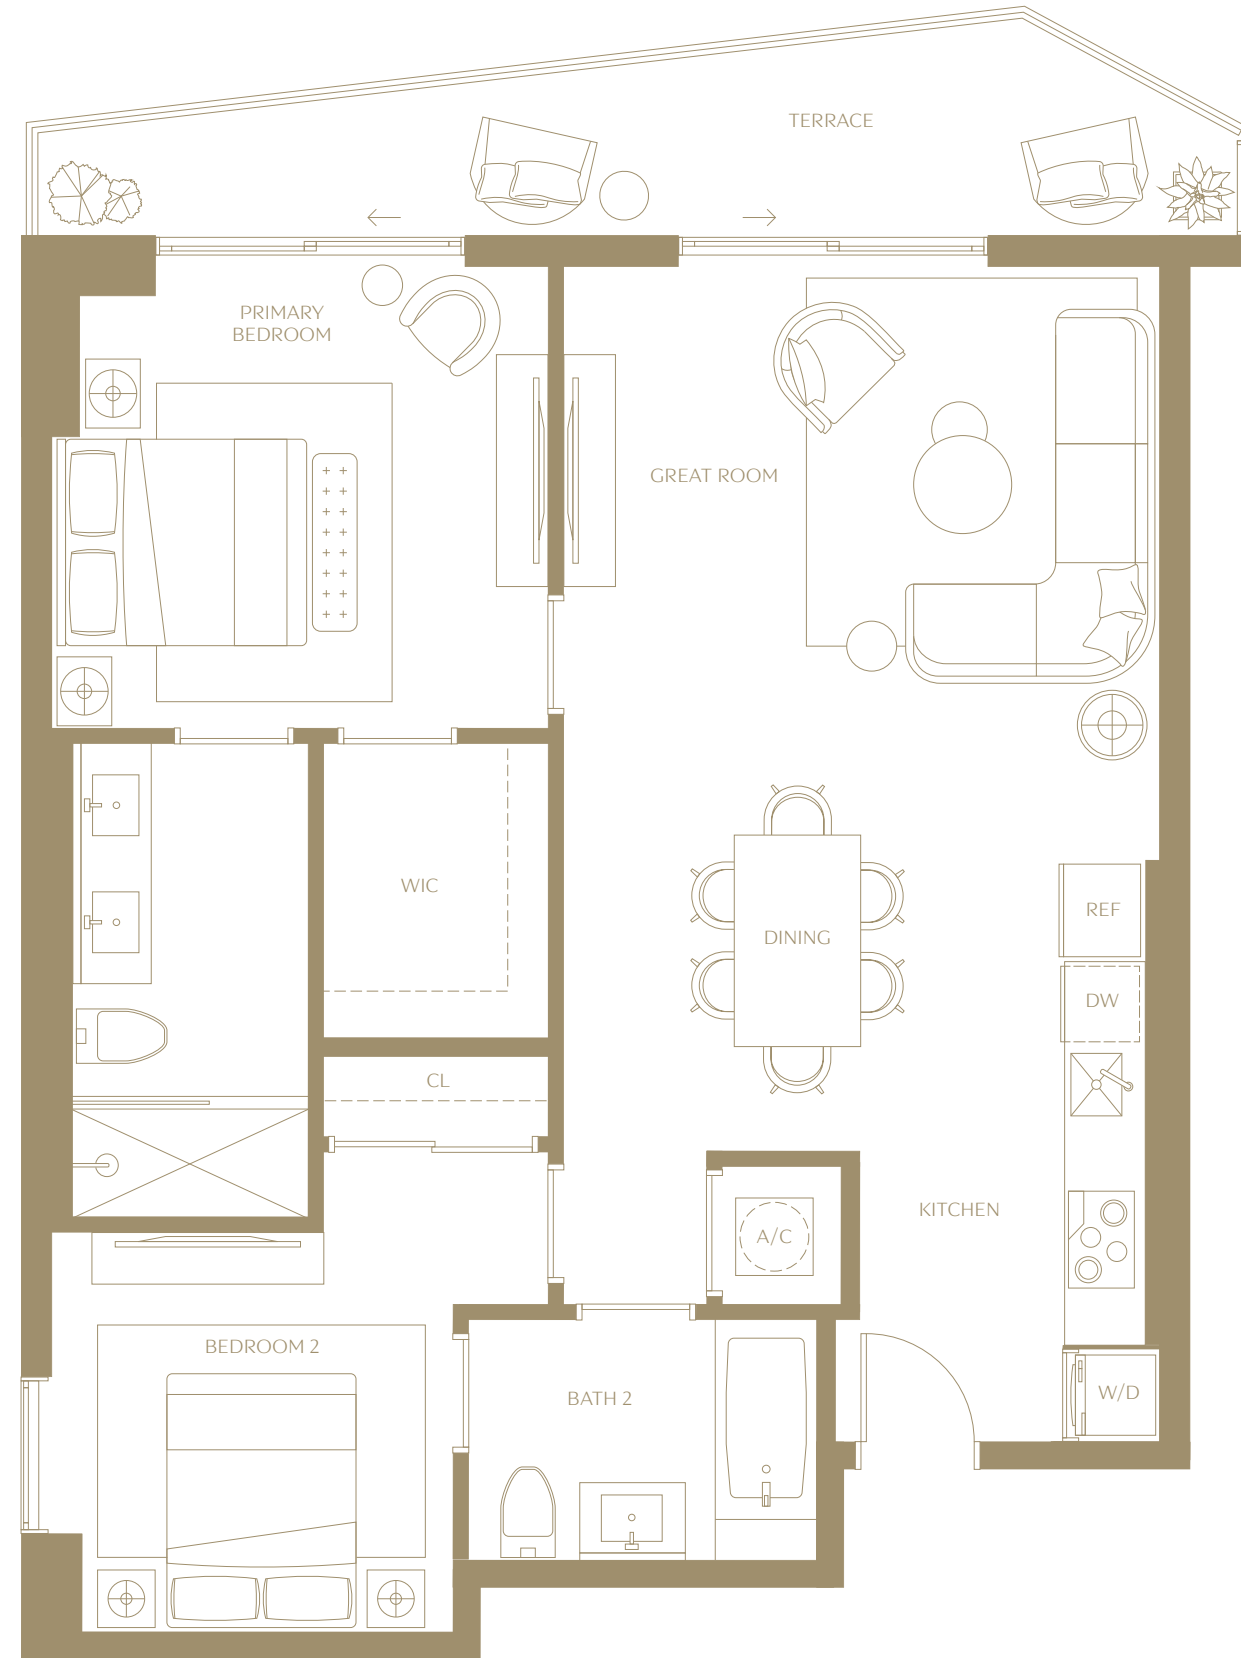 TERRACE
PRIMARY
BEDROOM
GREAT ROOM
WIC
REF
DINING
DW
CL
KITCHEN
A/C
BEDROOM 2
BATH 2
W/D